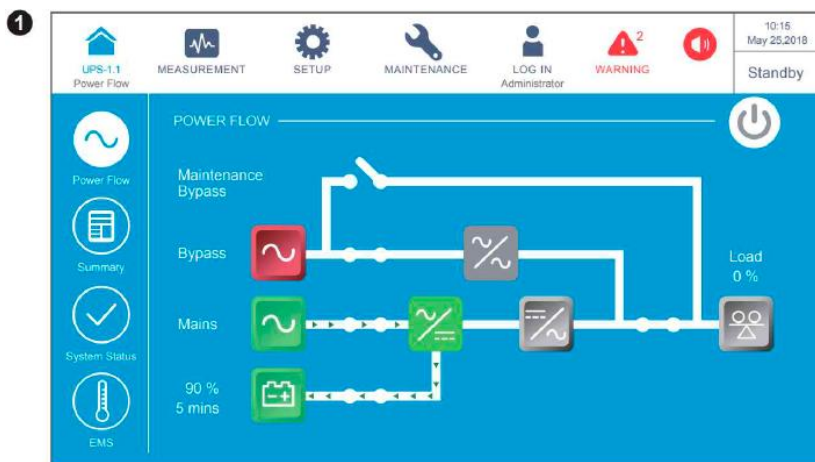 1
UPS-1.1
Power Flow
MEASUREMENT
SETUP
MAINTENANCE
LOG IN
Administrator
2
WARNING
10:15
May 25,2018
Standby
Power Flow
Summary
System Status
EMS
POWER FLOW
Maintenance
Bypass
Bypass
Mains
90 %
5 mins
Load
0 %